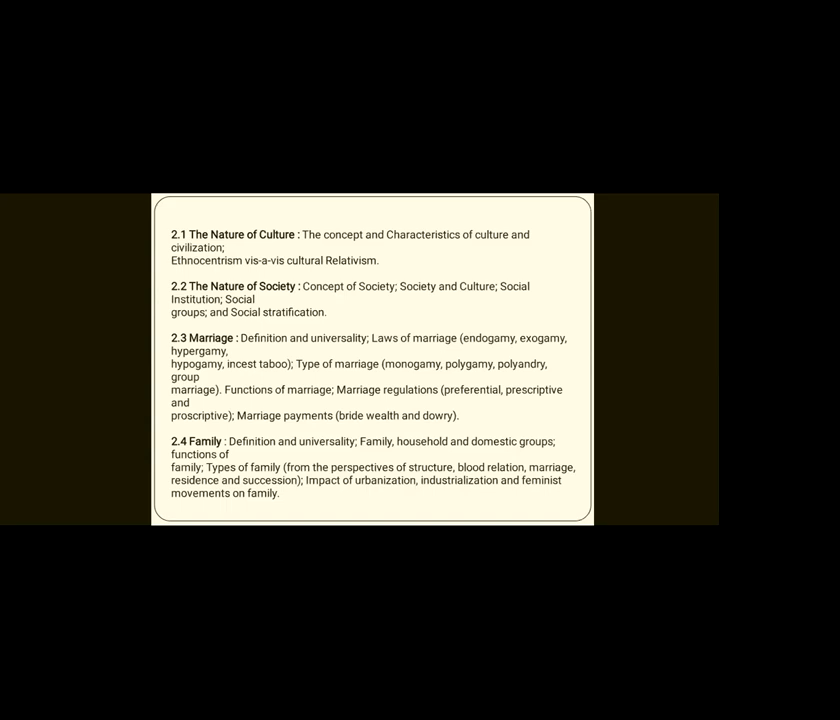 2.1 The Nature of Culture : The concept and Characteristics of culture and
civilization;
Ethnocentrism vis-a-vis cultural Relativism.
2.2 The Nature of Society : Concept of Society; Society and Culture; Social
Institution; Social
groups; and Social stratification.
2.3 Marriage : Definition and universality; Laws of marriage (endogamy, exogamy,
hypergamy,
hypogamy, incest taboo); Type of marriage (monogamy, polygamy, polyandry,
group
marriage). Functions of marriage; Marriage regulations (preferential, prescriptive
and
proscriptive); Marriage payments (bride wealth and dowry).
2.4 Family : Definition and universality; Family, household and domestic groups;
functions of
family; Types of family (from the perspectives of structure, blood relation, marriage,
residence and succession); Impact of urbanization, industrialization and feminist
movements on family.